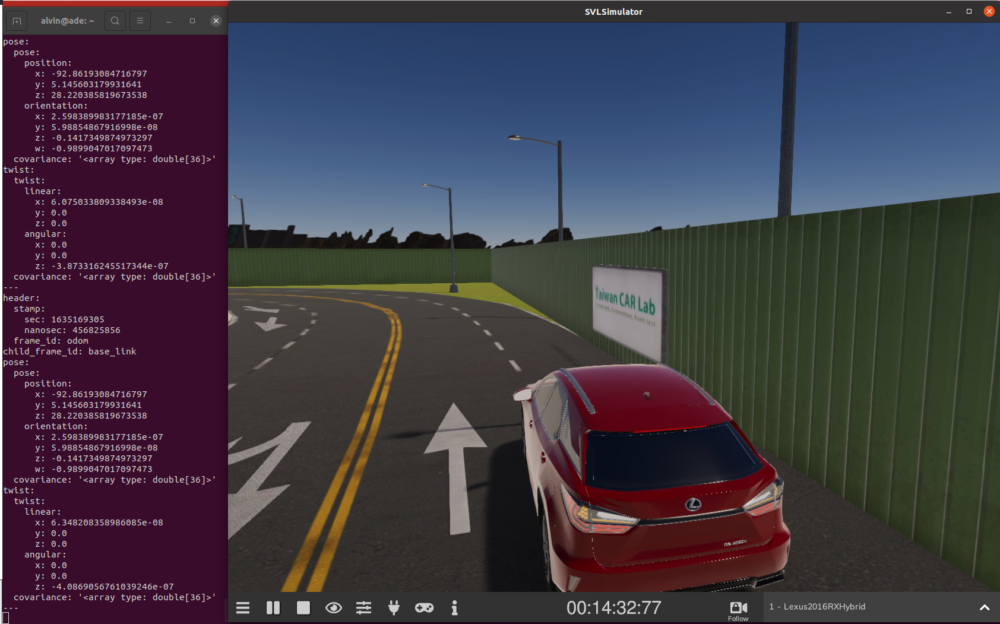 alvin@ade: ~
pose:
pose:
position:
x: -92.86193084716797
y: 5.145603179931641
z: 28.220385819673538
orientation:
x: 2.598389983177185e-07
y: 5.98854867916998e-08
z: -0.1417349874973297
w: -0.9899047017097473
covariance: '<array type: double[36]>'
twist:
twist:
linear:
x: 6.075033809338493e-08
y: 0.0
z: 0.0
angular:
x: 0.0
y: 0.0
z: -3.873316245517344e-07
covariance: '<array type: double[36]>'
---
header:
stamp:
sec: 1635169305
nanosec: 456825856
frame_id: odom
child_frame_id: base_link
pose:
pose:
position:
x: -92.86193084716797
y: 5.145603179931641
z: 28.220385819673538
orientation:
x: 2.598389983177185e-07
y: 5.98854867916998e-08
z: -0.1417349874973297
w: -0.9899047017097473
covariance: '<array type: double[36]>'
twist:
twist:
linear:
x: 6.348208358986085e-08
y: 0.0
z: 0.0
angular:
x: 0.0
y: 0.0
z: -4.0869056761039246e-07
covariance: '<array type: double[36]>'
---
SVLSimulator
Taiwan CAR Lab
00:14:32:77
Follow
1 - Lexus2016RXHybrid